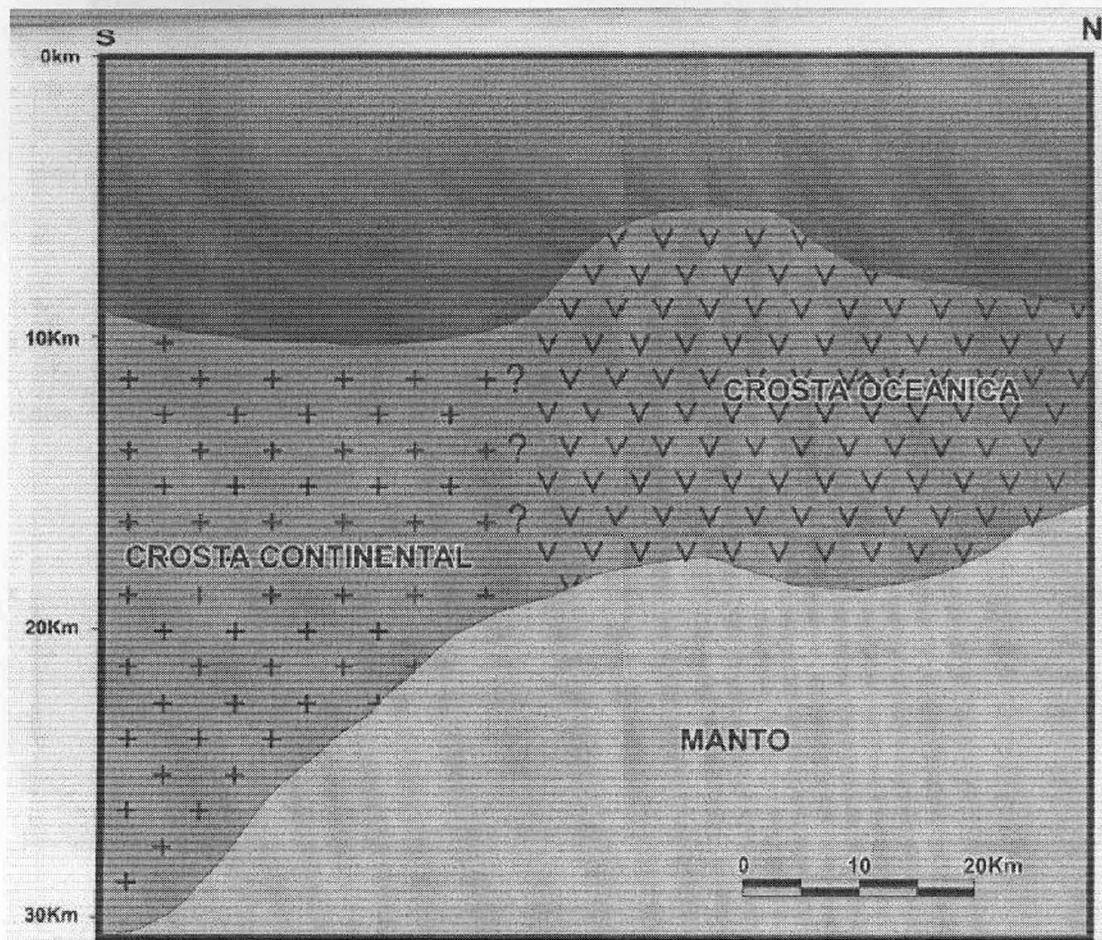 S N
0km
10Km
? 
CROSTA OCEANICA
?
?
CROSTA CONTINENTAL
20Km
MANTO
0 10 20Km
30Km